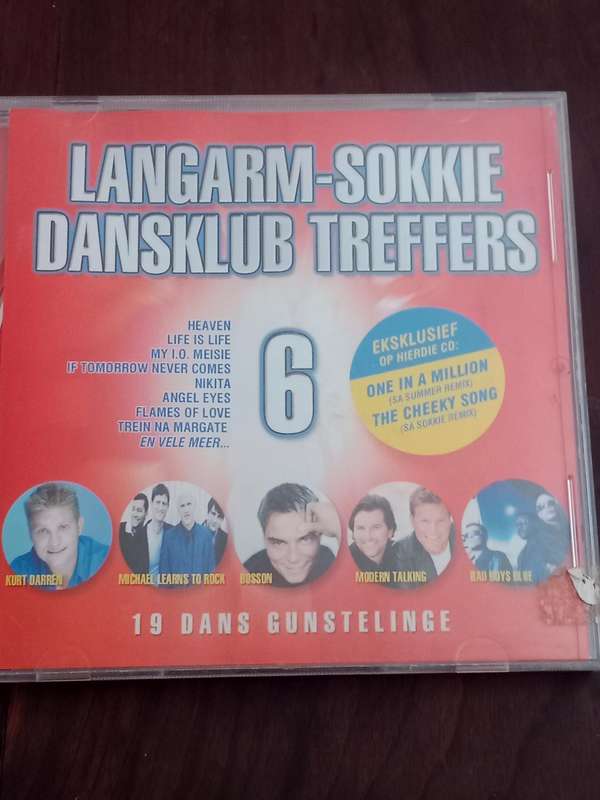 LANGARM-SOKKIE
DANSKLUB TREFFERS
6
HEAVEN
LIFE IS LIFE
MY I.O. MEISIE
IF TOMORROW NEVER COMES
NIKITA
ANGEL EYES
FLAMES OF LOVE
TREIN NA MARGATE
EN VELE MEER...
EKSKLUSIEF
OP HIERDIE CD:
ONE IN A MILLION
(SA SUMMER REMIX)
THE CHEEKY SONG
(SA SOKKIE REMIX)
KURT DARREN
MICHAEL LEARNS TO ROCK
BOSSON
MODERN TALKING
BAD BOYS BLUE
19 DANS GUNSTELINGE